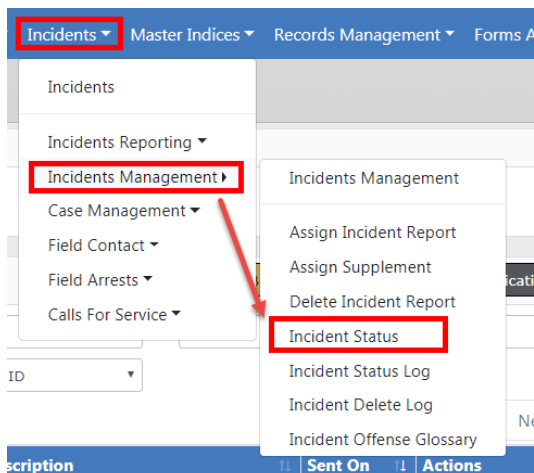 Incidents Master Indices Records Management Forms A
Incidents
Incidents Reporting
Incidents Management
Case Management
Field Contact
Field Arrests
Calls For Service
Incidents Management
Assign Incident Report
Assign Supplement
Delete Incident Report
Incident Status
Incident Status Log
Incident Delete Log
Incident Offense Glossary
icati
ID
Ne
scription Sent On Actions